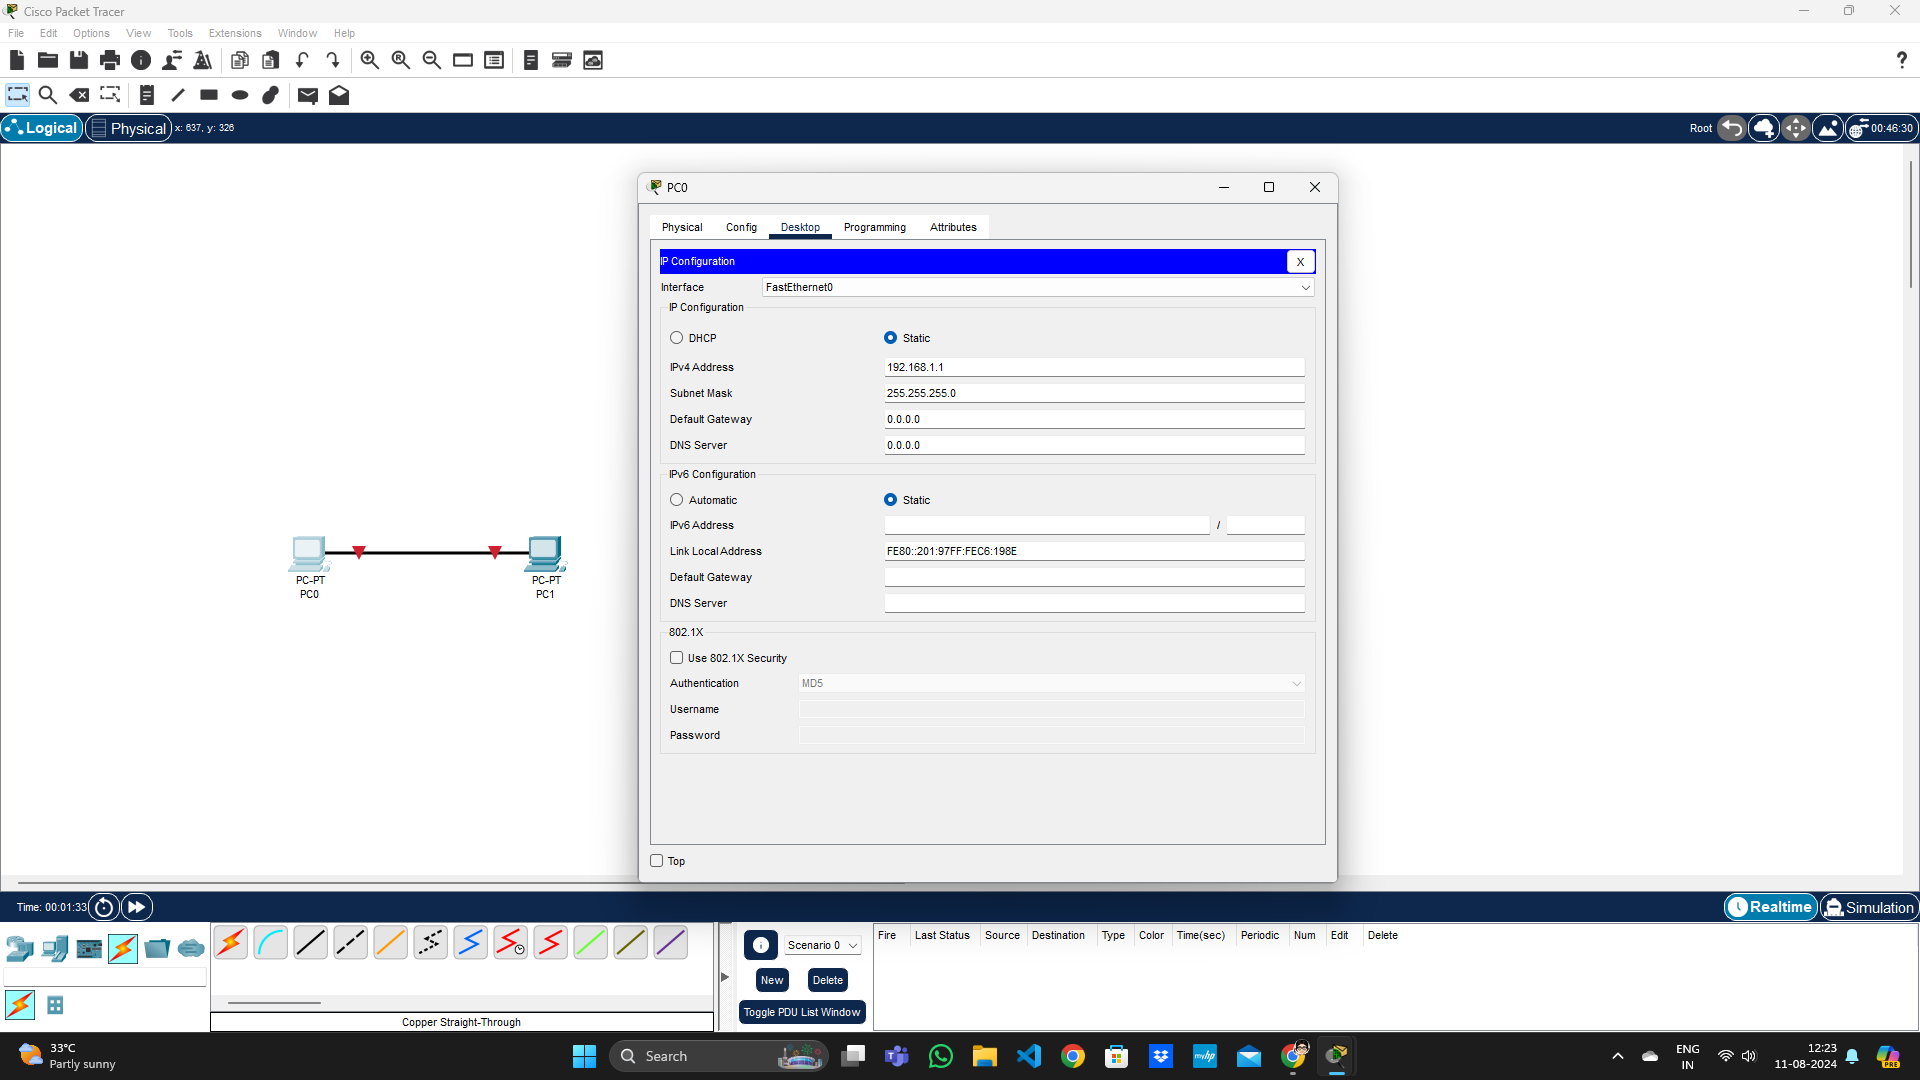 Cisco Packet Tracer
File Edit Options View Tools Extensions Window Help
Logical Physical x: 637, y: 326 Root 00:46:30
PC0
Physical Config Desktop Programming Attributes
IP Configuration X
Interface FastEthernet0
IP Configuration
DHCP Static
IPv4 Address 192.168.1.1
Subnet Mask 255.255.255.0
Default Gateway 0.0.0.0
DNS Server 0.0.0.0
IPv6 Configuration
Automatic Static
IPv6 Address /
Link Local Address FE80::201:97FF:FEC6:198E
Default Gateway
DNS Server
802.1X
Use 802.1X Security
Authentication MD5
Username
Password
Top
PC-PT
PC0
PC-PT
PC1
Time: 00:01:33 Realtime Simulation
Scenario 0
New Delete
Toggle PDU List Window
Fire Last Status Source Destination Type Color Time(sec) Periodic Num Edit Delete
Copper Straight-Through
33°C
Partly sunny
Search
myhp
ENG
IN
12:23
11-08-2024
PRE